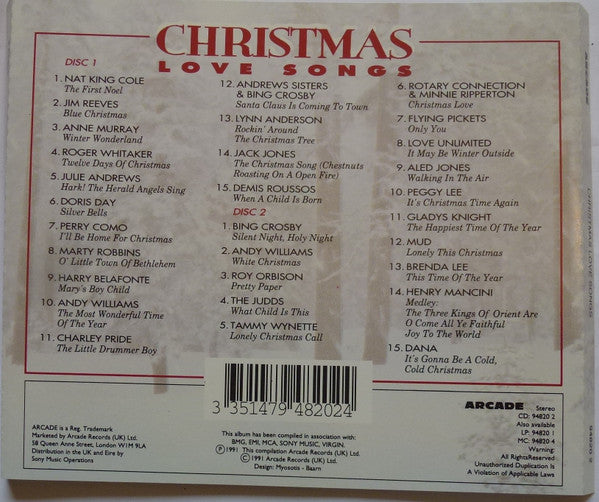 CHRISTMAS
LOVE SONGS
DISC 1
1. NAT KING COLE
The First Noel
2. JIM REEVES
Blue Christmas
3. ANNE MURRAY
Winter Wonderland
4. ROGER WHITAKER
Twelve Days Of Christmas
5. JULIE ANDREWS
Hark! The Herald Angels Sing
6. DORIS DAY
Silver Bells
7. PERRY COMO
I'll Be Home For Christmas
8. MARTY ROBBINS
O' Little Town Of Bethlehem
9. HARRY BELAFONTE
Mary's Boy Child
10. ANDY WILLIAMS
The Most Wonderful Time
Of The Year
11. CHARLEY PRIDE
The Little Drummer Boy
12. ANDREWS SISTERS
& BING CROSBY
Santa Claus Is Coming To Town
13. LYNN ANDERSON
Rockin' Around
The Christmas Tree
14. JACK JONES
The Christmas Song (Chestnuts
Roasting On A Open Fire)
15. DEMIS ROUSSOS
When A Child Is Born
DISC 2
1. BING CROSBY
Silent Night, Holy Night
2. ANDY WILLIAMS
White Christmas
3. ROY ORBISON
Pretty Paper
4. THE JUDDS
What Child Is This
5. TAMMY WYNETTE
Lonely Christmas Call
6. ROTARY CONNECTION
& MINNIE RIPPERTON
Christmas Love
7. FLYING PICKETS
Only You
8. LOVE UNLIMITED
It May Be Winter Outside
9. ALED JONES
Walking In The Air
10. PEGGY LEE
It's Christmas Time Again
11. GLADYS KNIGHT
The Happiest Time Of The Year
12. MUD
Lonely This Christmas
13. BRENDA LEE
This Time Of The Year
14. HENRY MANCINI
Medley:
The Three Kings Of Orient Are
O Come All Ye Faithful
Joy To The World
15. DANA
It's Gonna Be A Cold,
Cold Christmas
3 351479 482024
ARCADE is a Reg. Trademark
Marketed by Arcade Records (UK) Ltd.
58 Queen Anne Street, London W1M 9LA
Distribution in the UK and Eire by
Sony Music Operations
This album has been compiled in association with:
BMG, EMI, MCA, SONY MUSIC, VIRGIN.
Ⓟ 1991 This Compilation Arcade Records (UK) Ltd.
© 1991 Arcade Records (UK) Ltd.
Design: Myosotis - Baarn
ARCADE Stereo
CD: 94820 2
Also available
LP: 94820 1
MC: 94820 4
Warning:
All Rights Reserved
Unauthorized Duplication Is
A Violation of Applicable Laws
ARCADE
CHRISTMAS LOVE SONGS
94820 2